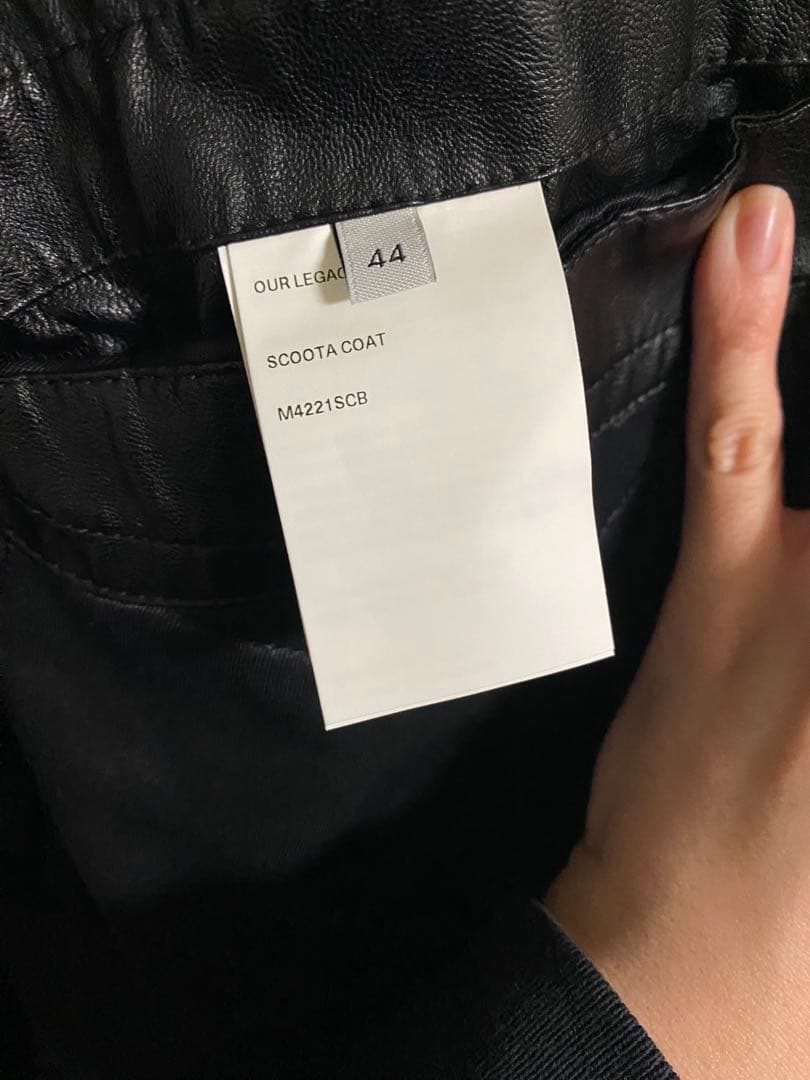 44
OUR LEGAC
SCOOTA COAT
M4221SCB